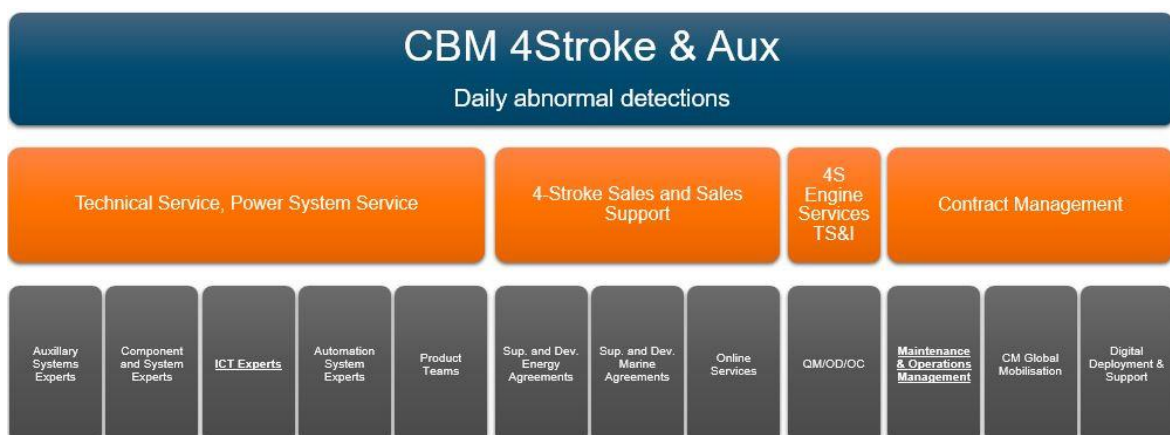 CBM 4Stroke & Aux
Daily abnormal detections
Technical Service, Power System Service
4-Stroke Sales and Sales
Support
4S
Engine
Services
TS&I
Contract Management
Auxillary
Systems
Experts
Component
and System
Experts
ICT Experts
Automation
System
Experts
Product
Teams
Sup. and Dev.
Energy
Agreements
Sup. and Dev.
Marine
Agreements
Online
Services
QM/OD/OC
Maintenance
& Operations
Management
CM Global
Mobilisation
Digital
Deployment &
Support